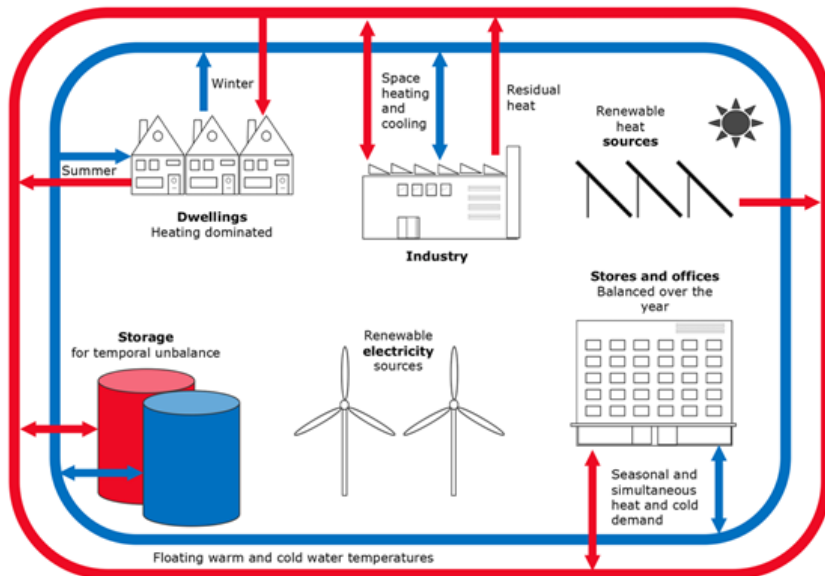 Winter
Summer
Dwellings
Heating dominated
Space
heating
and
cooling
Residual
heat
Industry
Renewable
heat
sources
Stores and offices
Balanced over the
year
Storage
for temporal unbalance
Renewable
electricity
sources
Seasonal and
simultaneous
heat and cold
demand
Floating warm and cold water temperatures